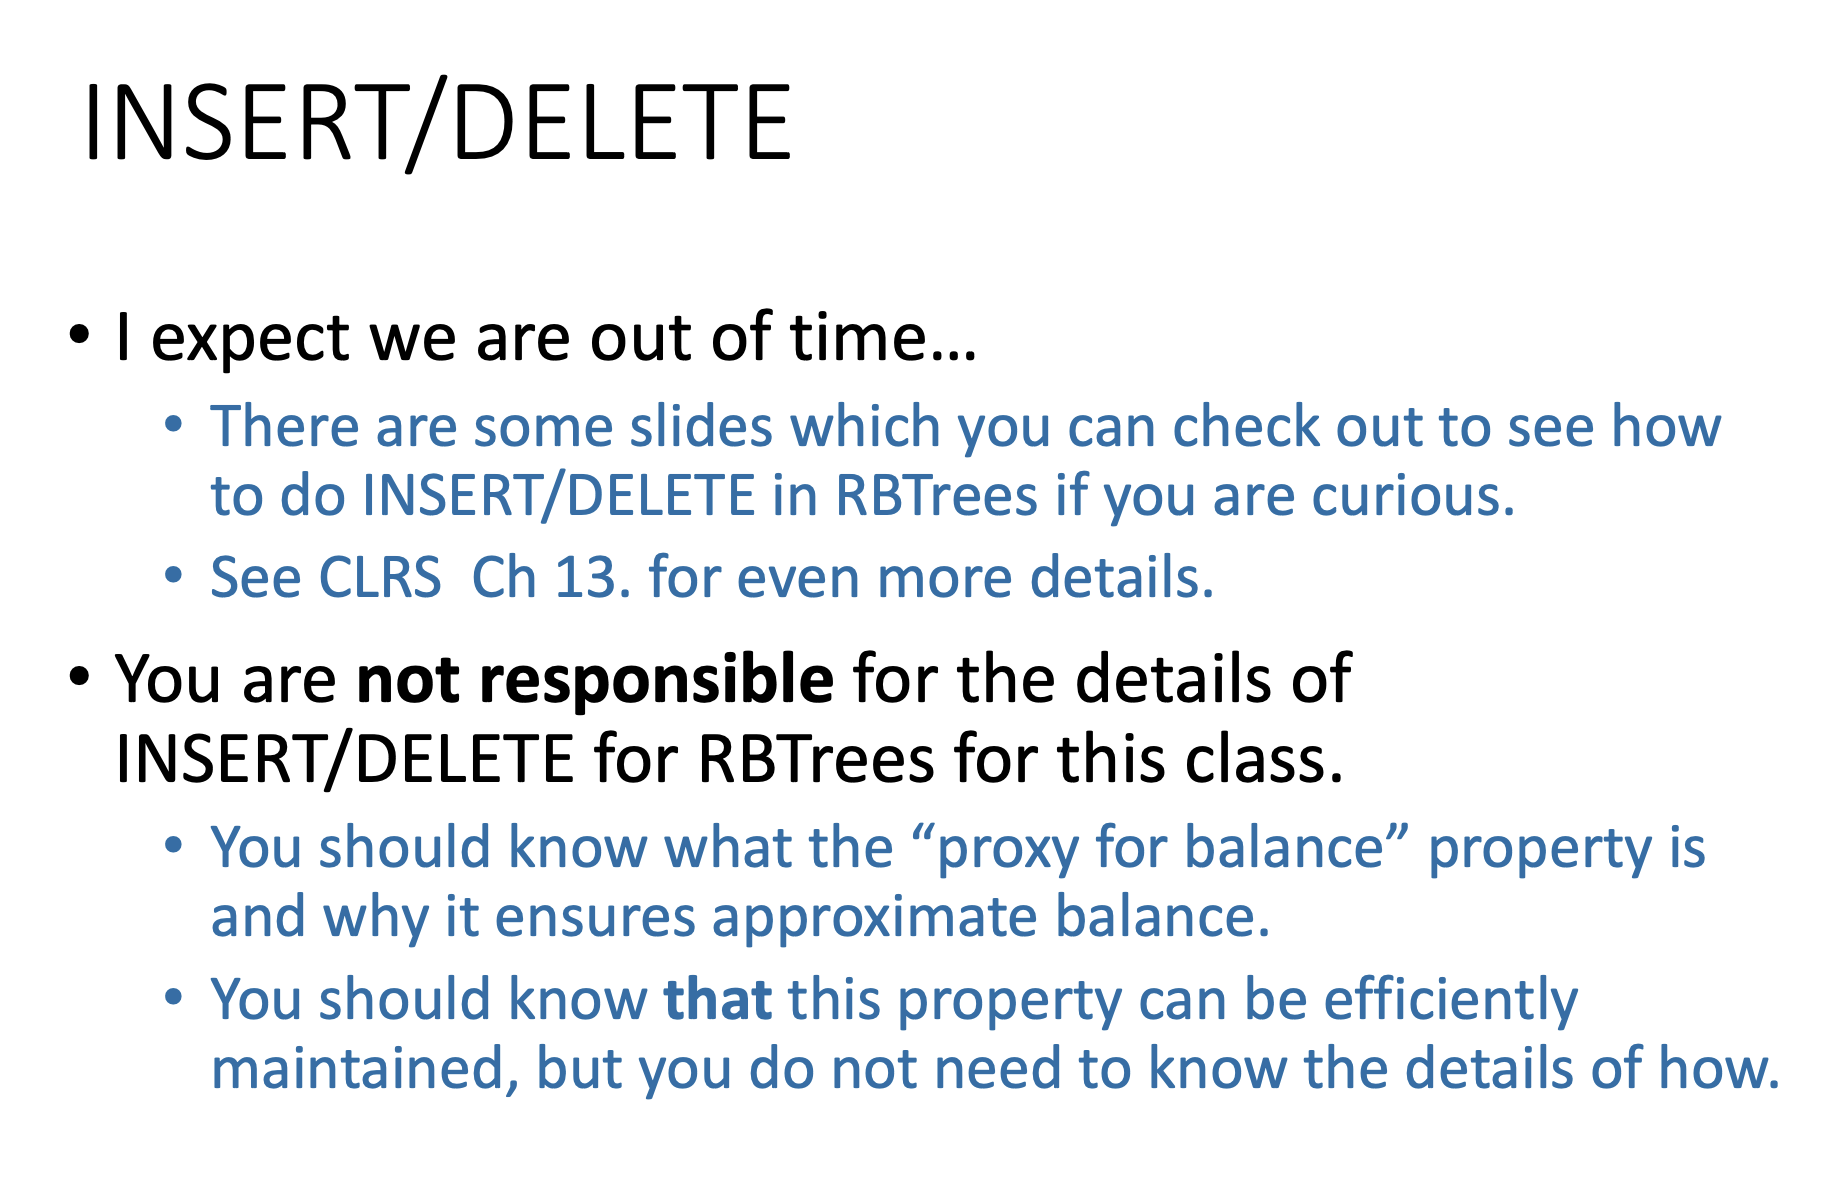 INSERT/DELETE
• I expect we are out of time…
• There are some slides which you can check out to see how
to do INSERT/DELETE in RBTrees if you are curious.
• See CLRS  Ch 13. for even more details.
• You are not responsible for the details of
INSERT/DELETE for RBTrees for this class.
• You should know what the “proxy for balance” property is
and why it ensures approximate balance.
• You should know that this property can be efficiently
maintained, but you do not need to know the details of how.